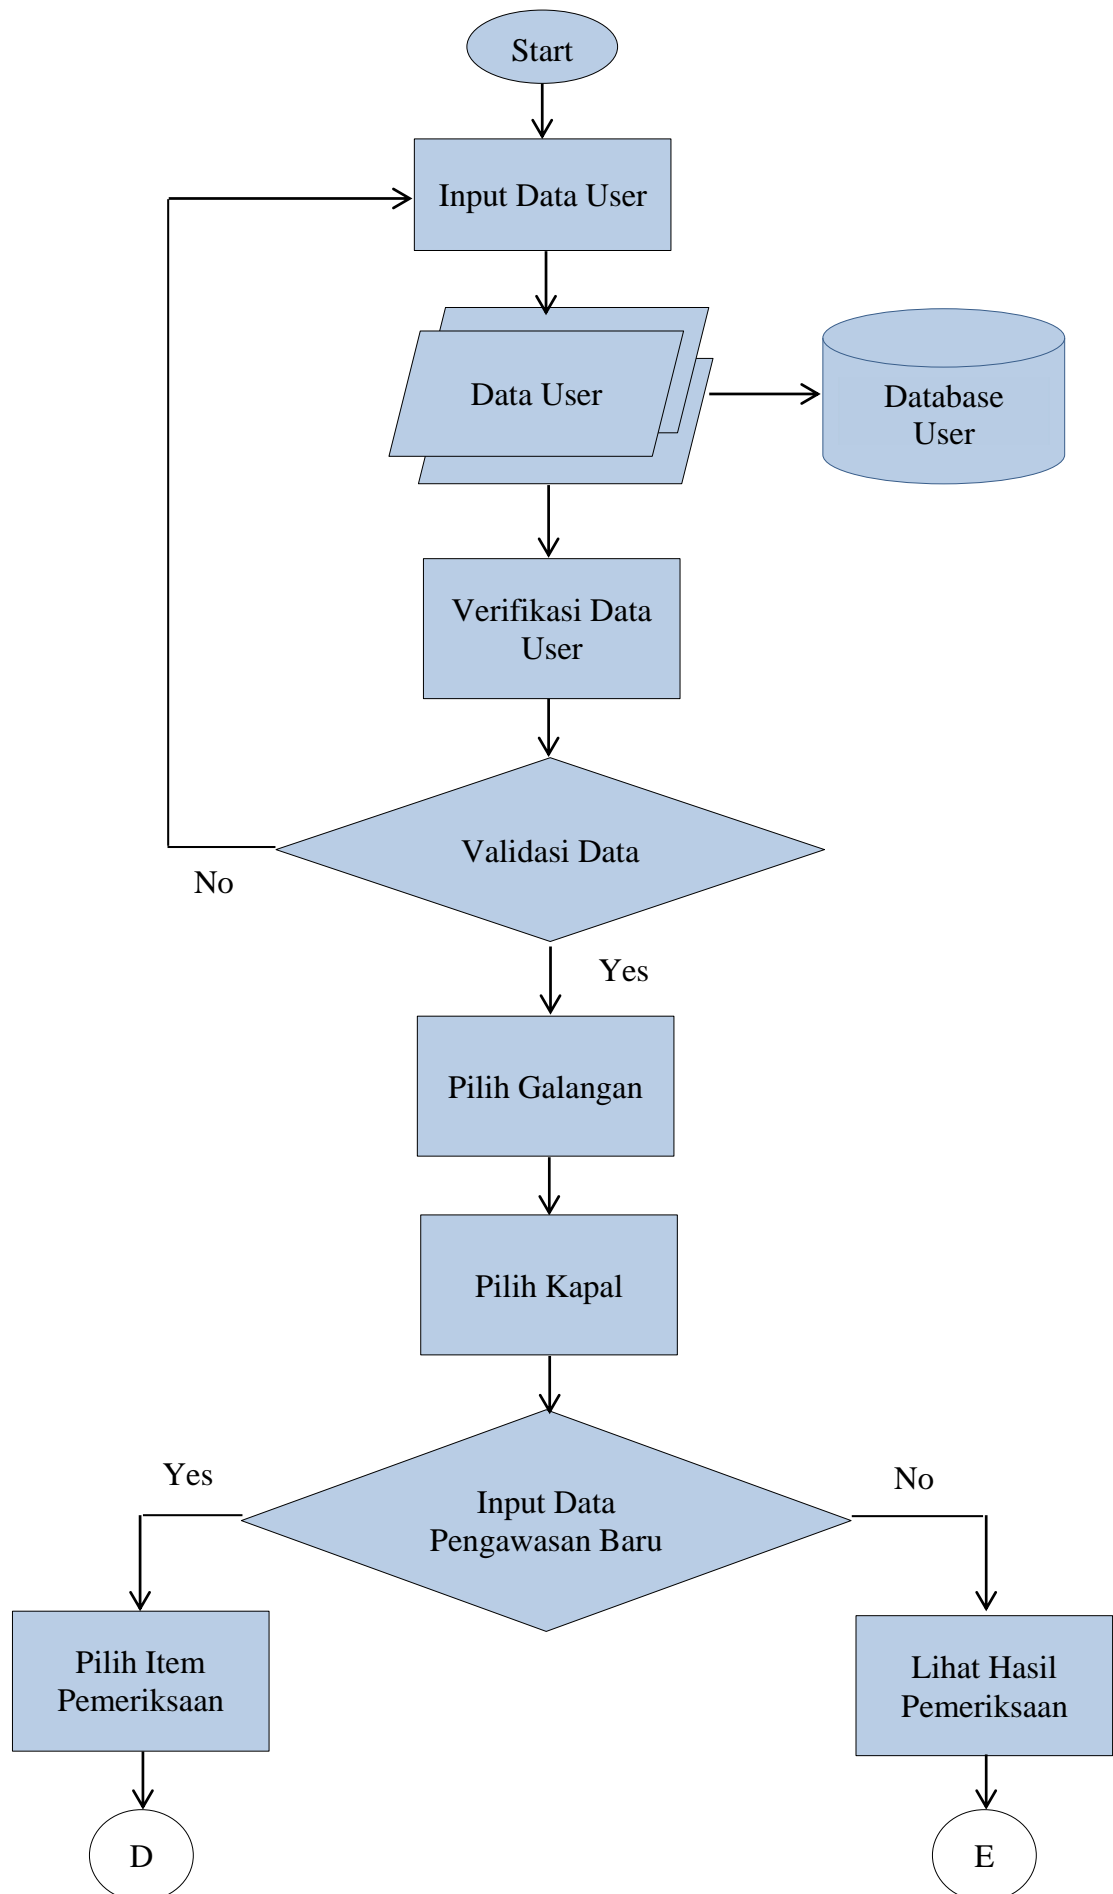 Start
Input Data User
Data User
Database
User
Verifikasi Data
User
Validasi Data
No
Yes
Pilih Galangan
Pilih Kapal
Yes
No
Input Data
Pengawasan Baru
Pilih Item
Pemeriksaan
Lihat Hasil
Pemeriksaan
D
E